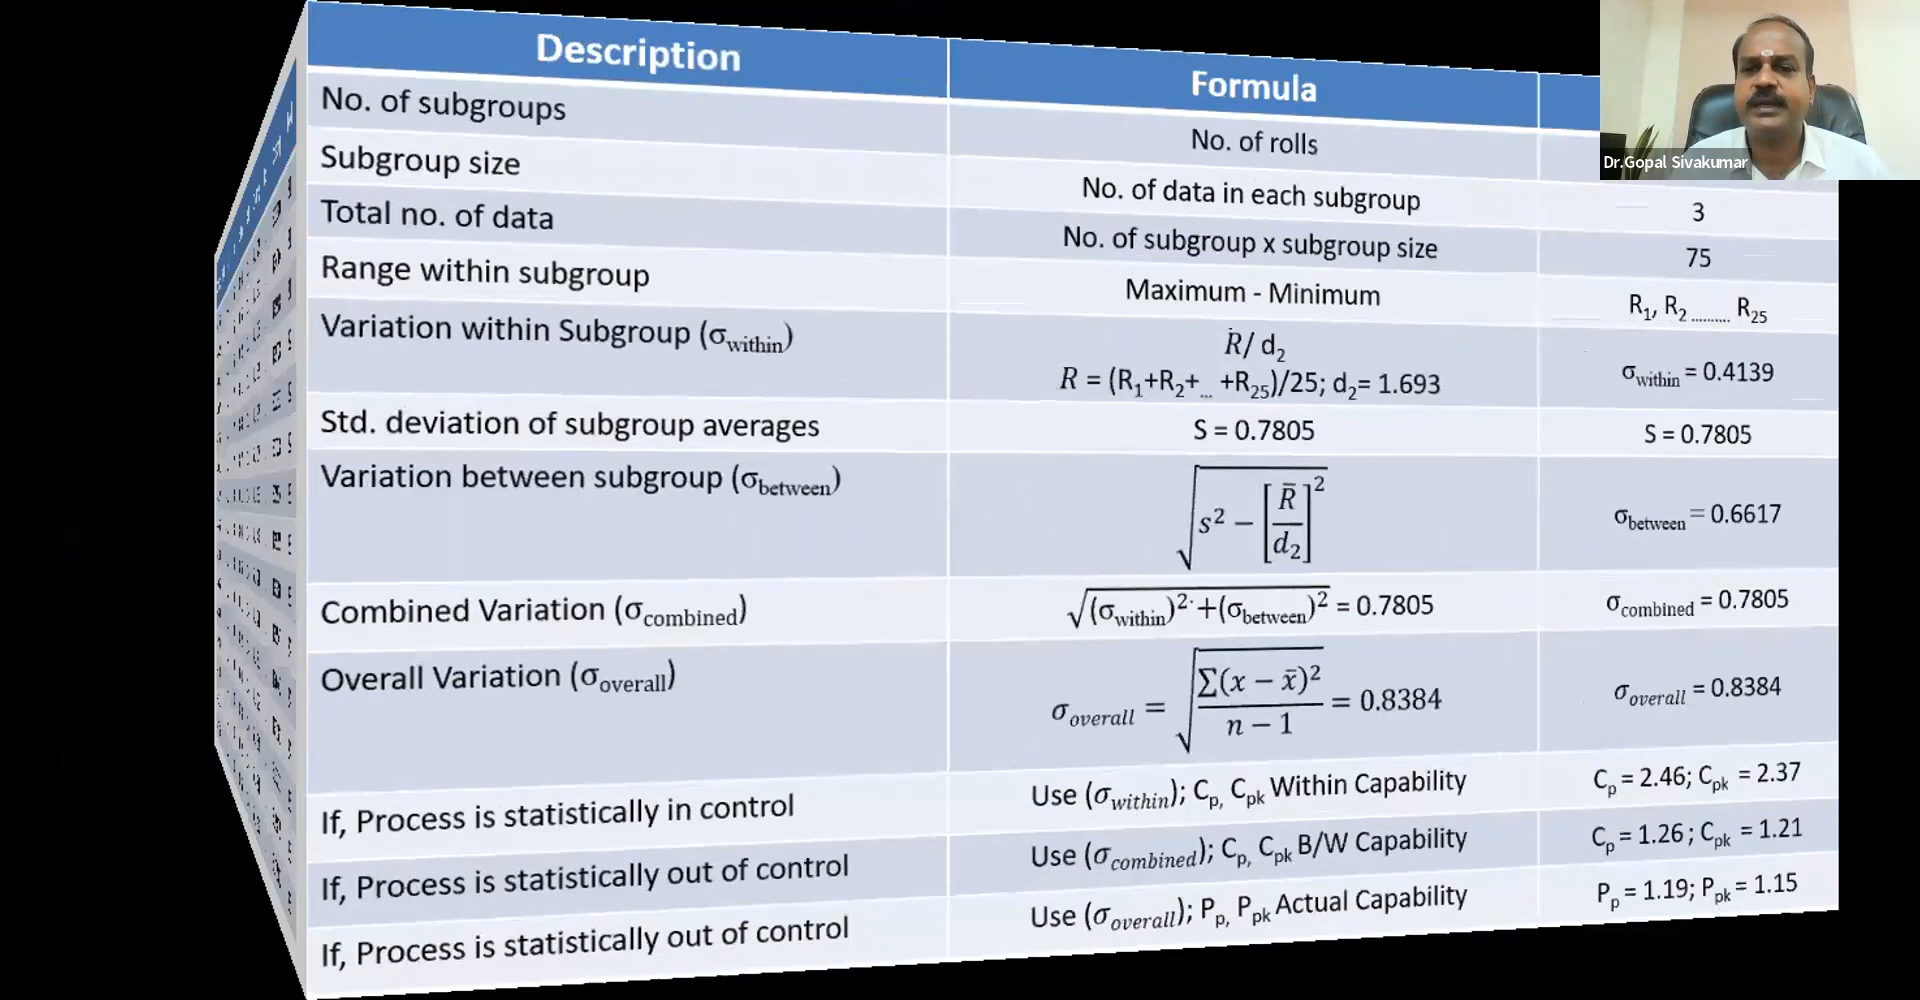 Description Formula
No. of subgroups No. of rolls
Subgroup size No. of data in each subgroup 3
Total no. of data No. of subgroup x subgroup size 75
Range within subgroup Maximum - Minimum R₁, R₂ .......... R₂₅
Variation within Subgroup (σwithin) R̄/ d₂ σwithin = 0.4139
R = (R₁+R₂+... +R₂₅)/25; d₂= 1.693
Std. deviation of subgroup averages S = 0.7805 S = 0.7805
Variation between subgroup (σbetween) √s² − [R̄/d₂]² σbetween = 0.6617
Combined Variation (σcombined) √(σwithin)²+(σbetween)² = 0.7805 σcombined = 0.7805
Overall Variation (σoverall) σoverall = √∑(x − x̄)²/n − 1 = 0.8384 σoverall = 0.8384
If, Process is statistically in control Use (σwithin); Cp, Cpk Within Capability Cp = 2.46; Cpk = 2.37
If, Process is statistically out of control Use (σcombined); Cp, Cpk B/W Capability Cp = 1.26; Cpk = 1.21
If, Process is statistically out of control Use (σoverall); Pp, Ppk Actual Capability Pp = 1.19; Ppk = 1.15
Dr.Gopal Sivakumar